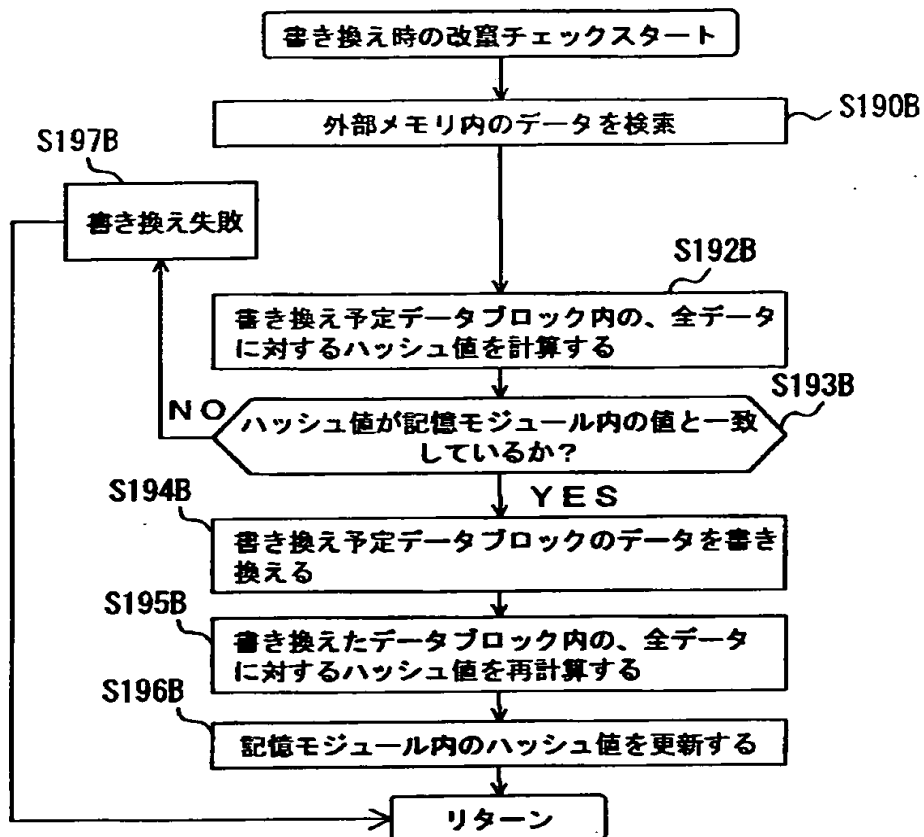 書き換え時の改竄チェックスタート
外部メモリ内のデータを検索
S190B
S197B
書き換え失敗
S192B
書き換え予定データブロック内の、全データ
に対するハッシュ値を計算する
NO
ハッシュ値が記憶モジュール内の値と一致
しているか？
S193B
YES
S194B
書き換え予定データブロックのデータを書き
換える
S195B
書き換えたデータブロック内の、全データ
に対するハッシュ値を再計算する
S196B
記憶モジュール内のハッシュ値を更新する
リターン